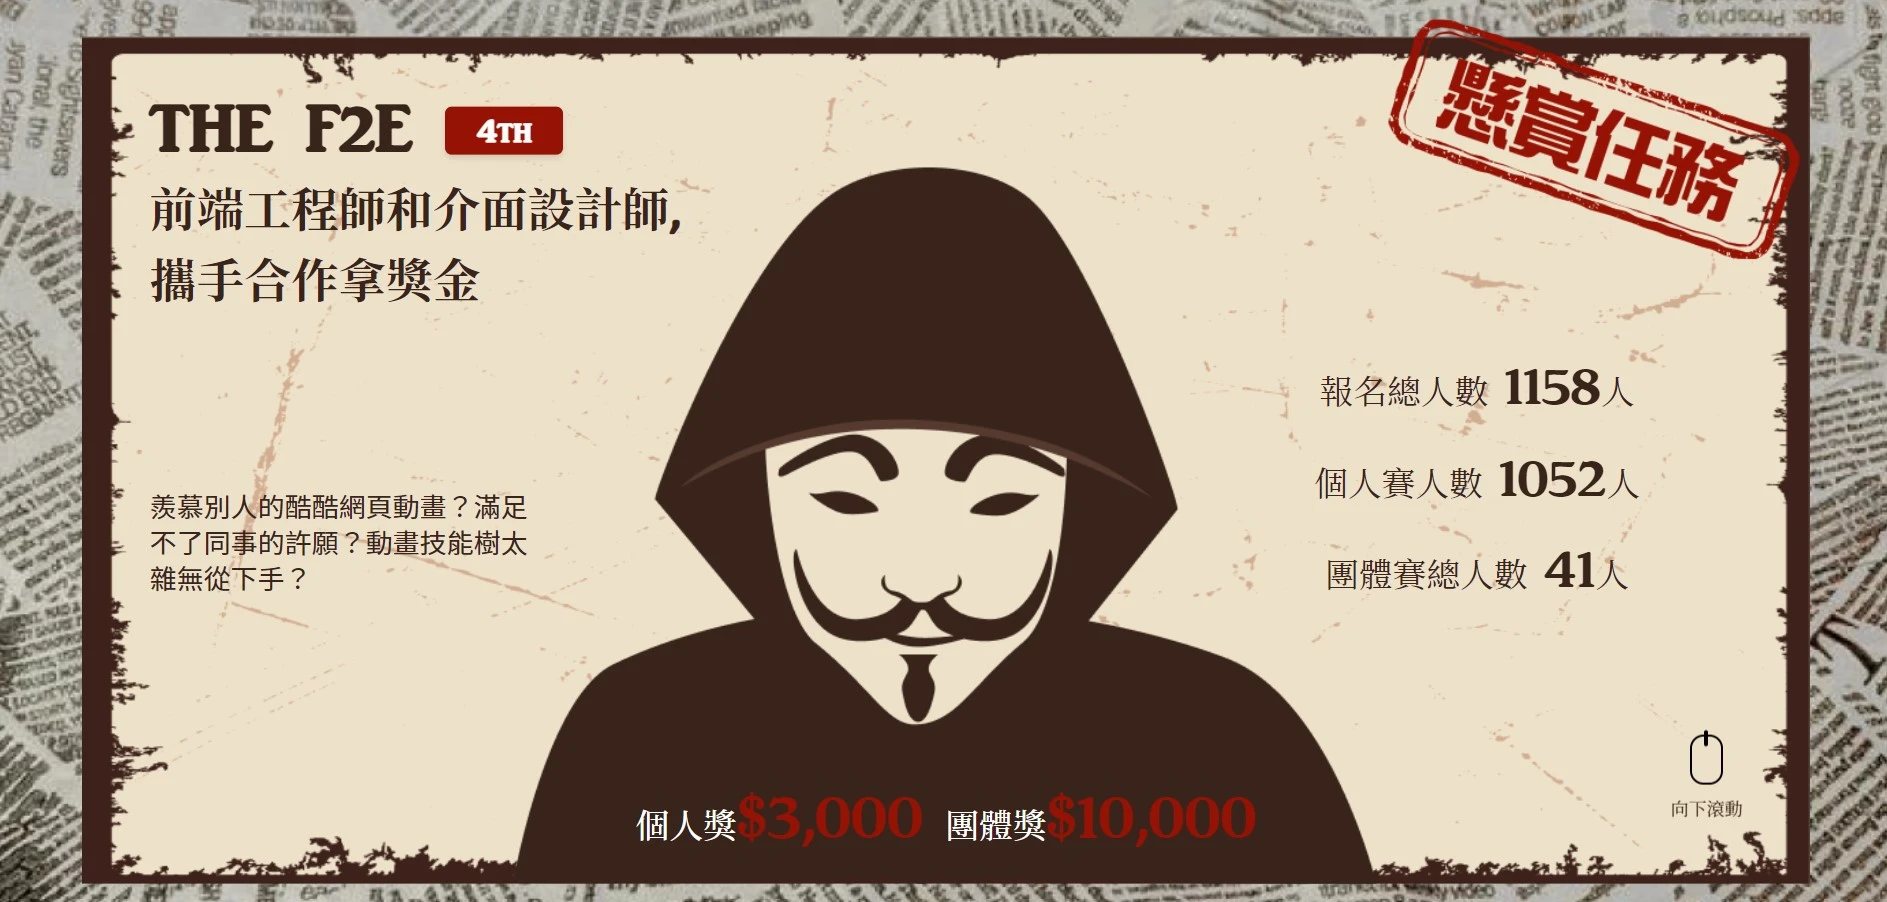 THE F2E 4TH
前端工程師和介面設計師,
攜手合作拿獎金
懸賞任務
羨慕別人的酷酷網頁動畫？滿足
不了同事的許願？動畫技能樹太
雜無從下手？
報名總人數 1158人
個人賽人數 1052人
團體賽總人數 41人
個人獎$3,000 團體獎$10,000
向下滾動